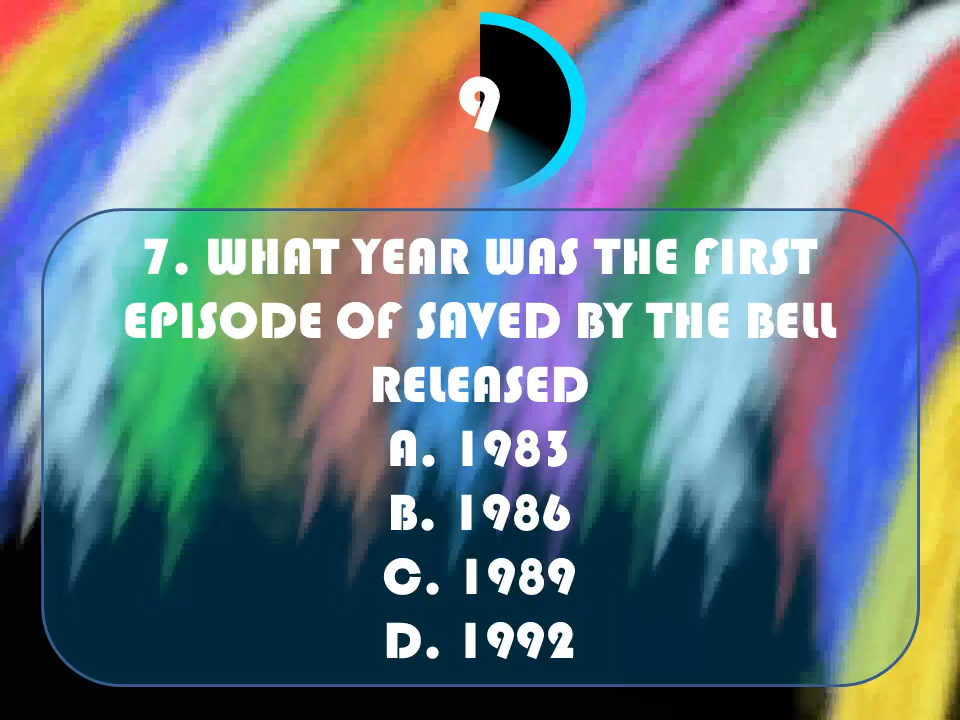 9
7. WHAT YEAR WAS THE FIRST
EPISODE OF SAVED BY THE BELL
RELEASED
A. 1983
B. 1986
C. 1989
D. 1992